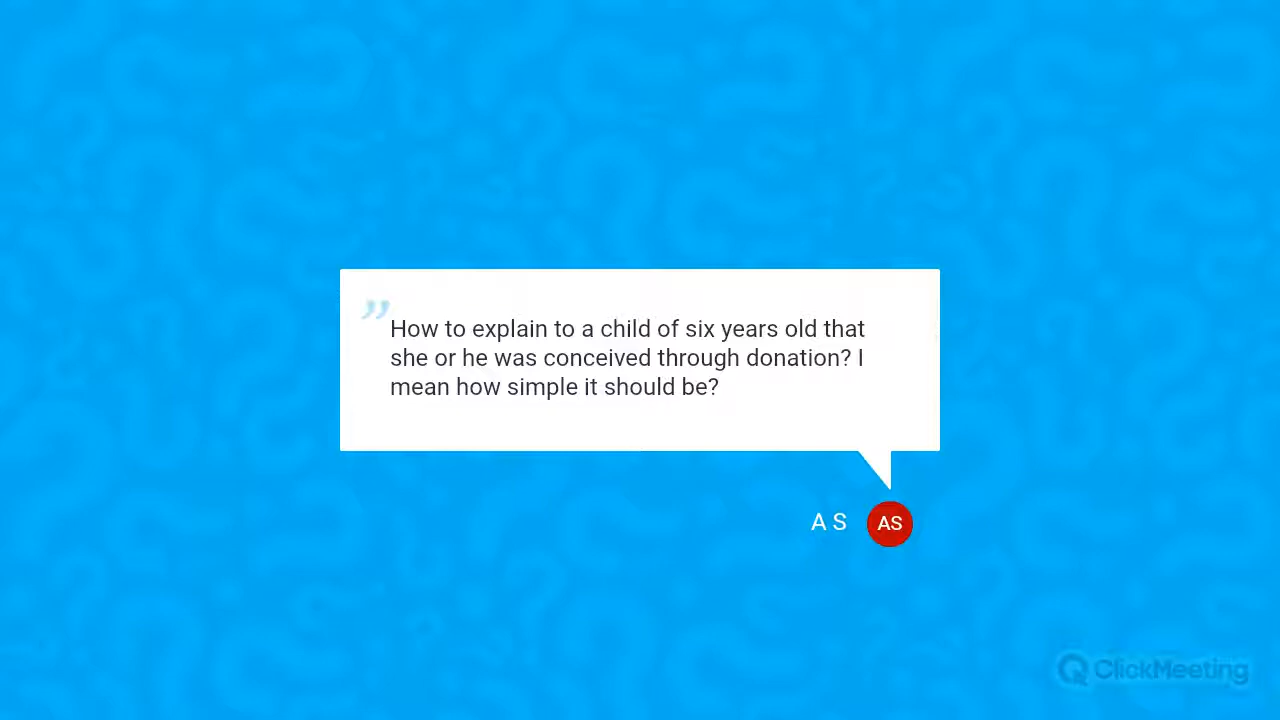 ”
How to explain to a child of six years old that
she or he was conceived through donation? I
mean how simple it should be?
A S
AS
ClickMeeting